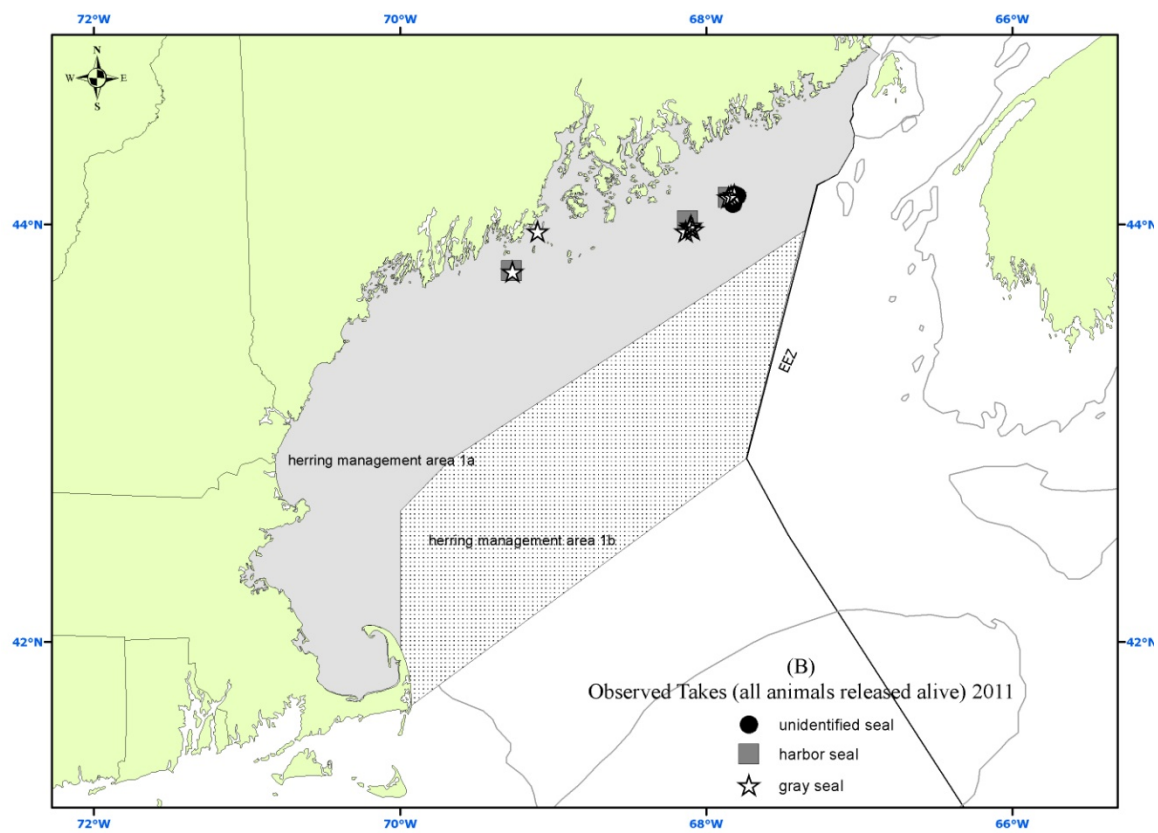 72°W 70°W 68°W 66°W
N
W E
S
44°N 44°N
EEZ
herring management area 1a
herring management area 1b
42°N 42°N
(B)
Observed Takes (all animals released alive) 2011
unidentified seal
harbor seal
gray seal
72°W 70°W 68°W 66°W